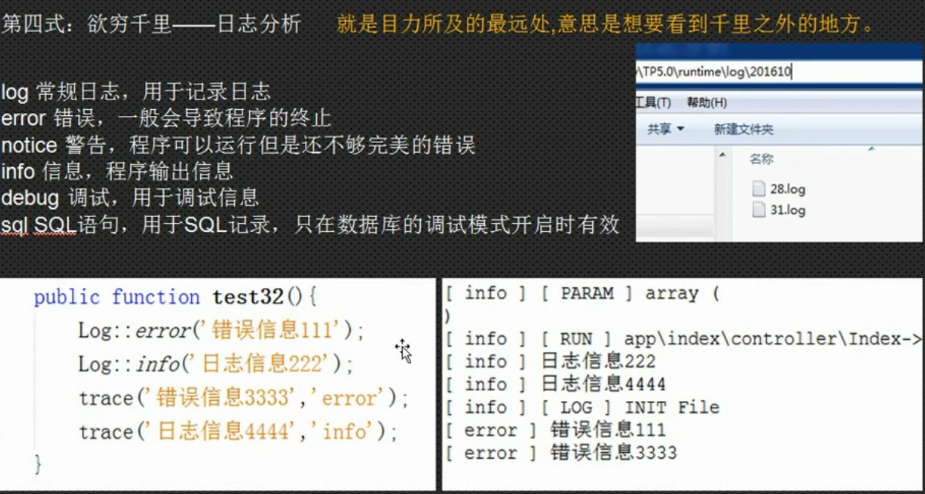 第四式：欲穷千里——日志分析 就是目力所及的最远处,意思是想要看到千里之外的地方。
\TP5.0\runtime\log\201610
工具(T) 帮助(H)
共享 新建文件夹
名称
28.log
31.log
log 常规日志，用于记录日志
error 错误，一般会导致程序的终止
notice 警告，程序可以运行但是还不够完美的错误
info 信息，程序输出信息
debug 调试，用于调试信息
sql SQL语句，用于SQL记录，只在数据库的调试模式开启时有效
public function test32(){
Log::error('错误信息111');
Log::info('日志信息222');
trace('错误信息3333','error');
trace('日志信息4444','info');
}
[ info ] [ PARAM ] array (
)
[ info ] [ RUN ] app\index\controller\Index->
[ info ] 日志信息222
[ info ] 日志信息4444
[ info ] [ LOG ] INIT File
[ error ] 错误信息111
[ error ] 错误信息3333